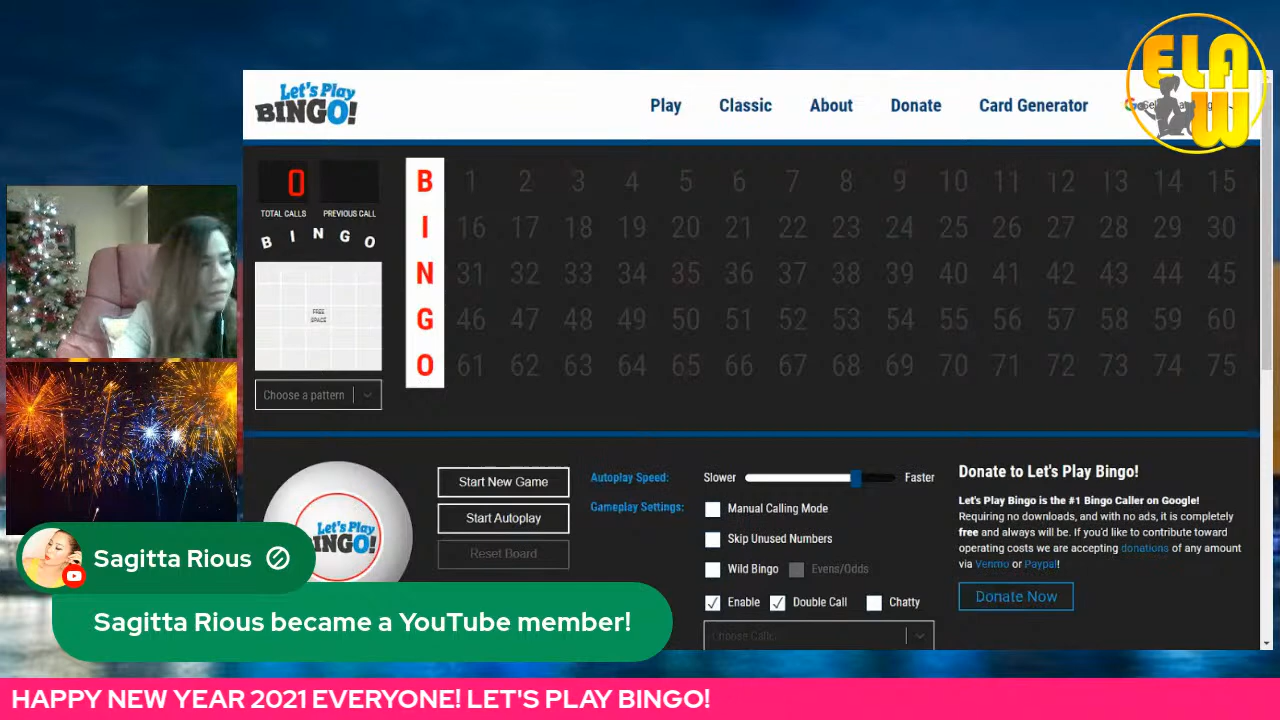 ELA
W
Let's Play
BINGO!
Play
Classic
About
Donate
Card Generator
0
TOTAL CALLS
PREVIOUS CALL
B I N G O
FREE
SPACE
Choose a pattern
B 1 2 3 4 5 6 7 8 9 10 11 12 13 14 15
I 16 17 18 19 20 21 22 23 24 25 26 27 28 29 30
N 31 32 33 34 35 36 37 38 39 40 41 42 43 44 45
G 46 47 48 49 50 51 52 53 54 55 56 57 58 59 60
O 61 62 63 64 65 66 67 68 69 70 71 72 73 74 75
Let's Play
BINGO!
Start New Game
Start Autoplay
Reset Board
Autoplay Speed:
Slower
Faster
Gameplay Settings:
Manual Calling Mode
Skip Unused Numbers
Wild Bingo
Evens/Odds
Enable
Double Call
Chatty
Donate to Let's Play Bingo!
Let's Play Bingo is the #1 Bingo Caller on Google!
Requiring no downloads, and with no ads, it is completely
free and always will be. If you'd like to contribute toward
operating costs we are accepting donations of any amount
via Venmo or Paypal!
Donate Now
Sagitta Rious
Sagitta Rious became a YouTube member!
HAPPY NEW YEAR 2021 EVERYONE! LET'S PLAY BINGO!